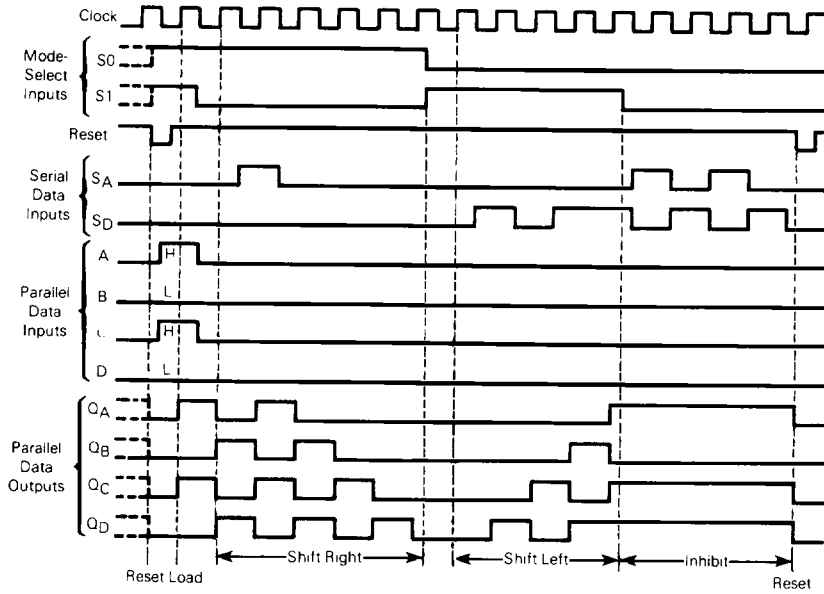 Clock
Mode-
Select
Inputs
S0
S1
Reset
Serial
Data
Inputs
SA
SD
Parallel
Data
Inputs
A
H
B
L
H
D
L
Parallel
Data
Outputs
QA
QB
QC
QD
Shift Right
Shift Left
Inhibit
Reset Load
Reset